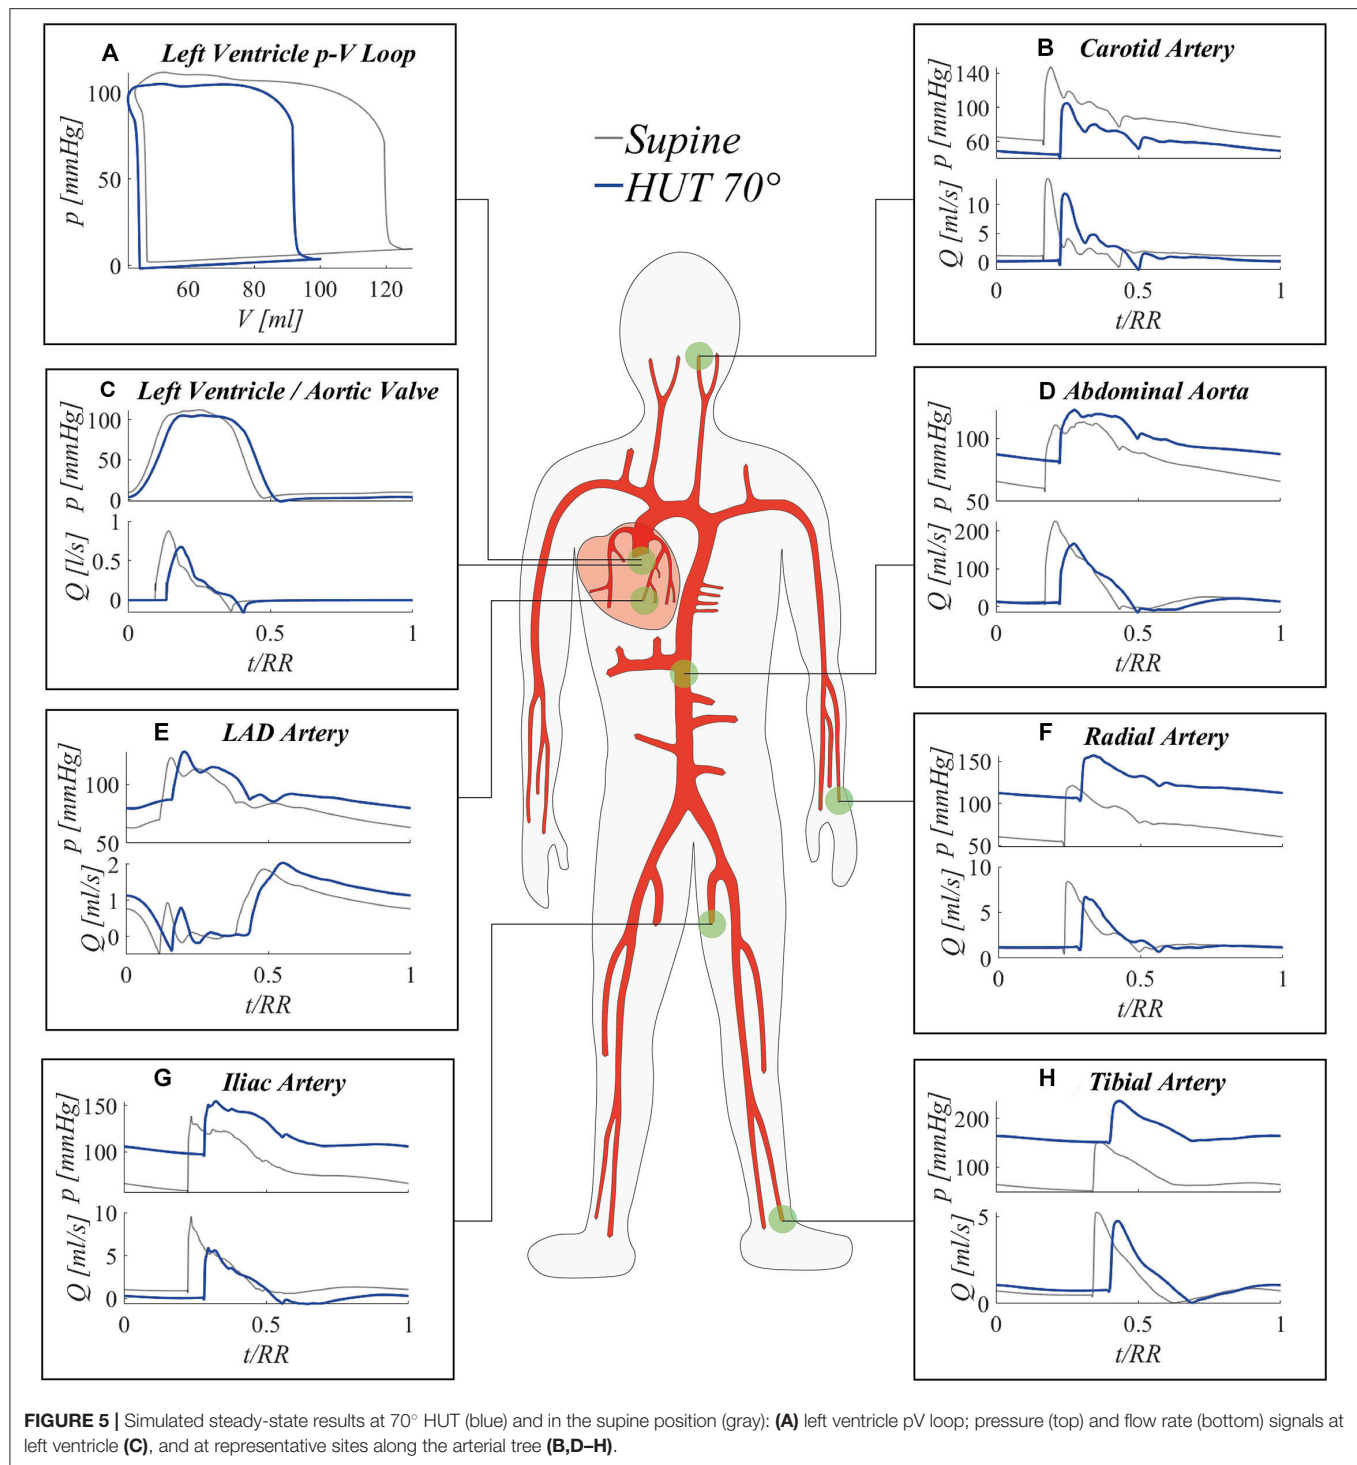 A Left Ventricle p-V Loop
p [mmHg]
100
50
0
60 80 100 120
V [ml]
Supine
HUT 70°
B Carotid Artery
p [mmHg]
140
100
60
Q [ml/s]
10
5
0
0 0.5 1
t/RR
C Left Ventricle / Aortic Valve
p [mmHg]
100
50
0
Q [l/s]
1
0.5
0
0 0.5 1
t/RR
D Abdominal Aorta
p [mmHg]
100
50
Q [ml/s]
200
100
0
0 0.5 1
t/RR
E LAD Artery
p [mmHg]
100
50
Q [ml/s]
2
1
0
0 0.5 1
t/RR
F Radial Artery
p [mmHg]
150
100
50
Q [ml/s]
10
5
0
0 0.5 1
t/RR
G Iliac Artery
p [mmHg]
150
100
Q [ml/s]
10
5
0
0 0.5 1
t/RR
H Tibial Artery
p [mmHg]
200
100
Q [ml/s]
5
0
0 0.5 1
t/RR
FIGURE 5 | Simulated steady-state results at 70° HUT (blue) and in the supine position (gray): (A) left ventricle pV loop; pressure (top) and flow rate (bottom) signals at
left ventricle (C), and at representative sites along the arterial tree (B,D–H).